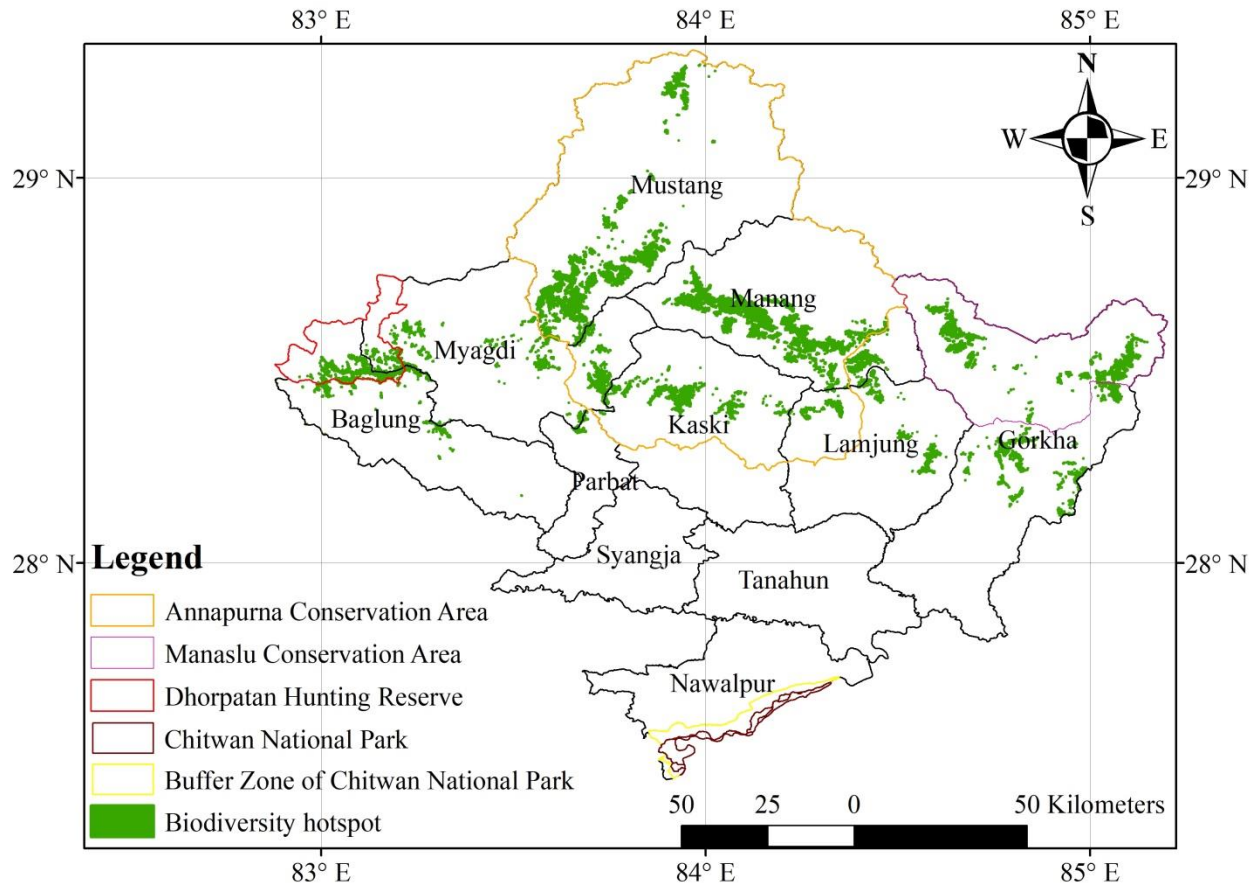 83° E 84° E 85° E
N
W E
S
29° N 29° N
Mustang
Manang
Myagdi
Baglung Kaski Lamjung Gorkha
Parbat
Syangja
Tanahun
28° N 28° N
Nawalpur
Legend
Annapurna Conservation Area
Manaslu Conservation Area
Dhorpatan Hunting Reserve
Chitwan National Park
Buffer Zone of Chitwan National Park
Biodiversity hotspot
50 25 0 50 Kilometers
83° E 84° E 85° E